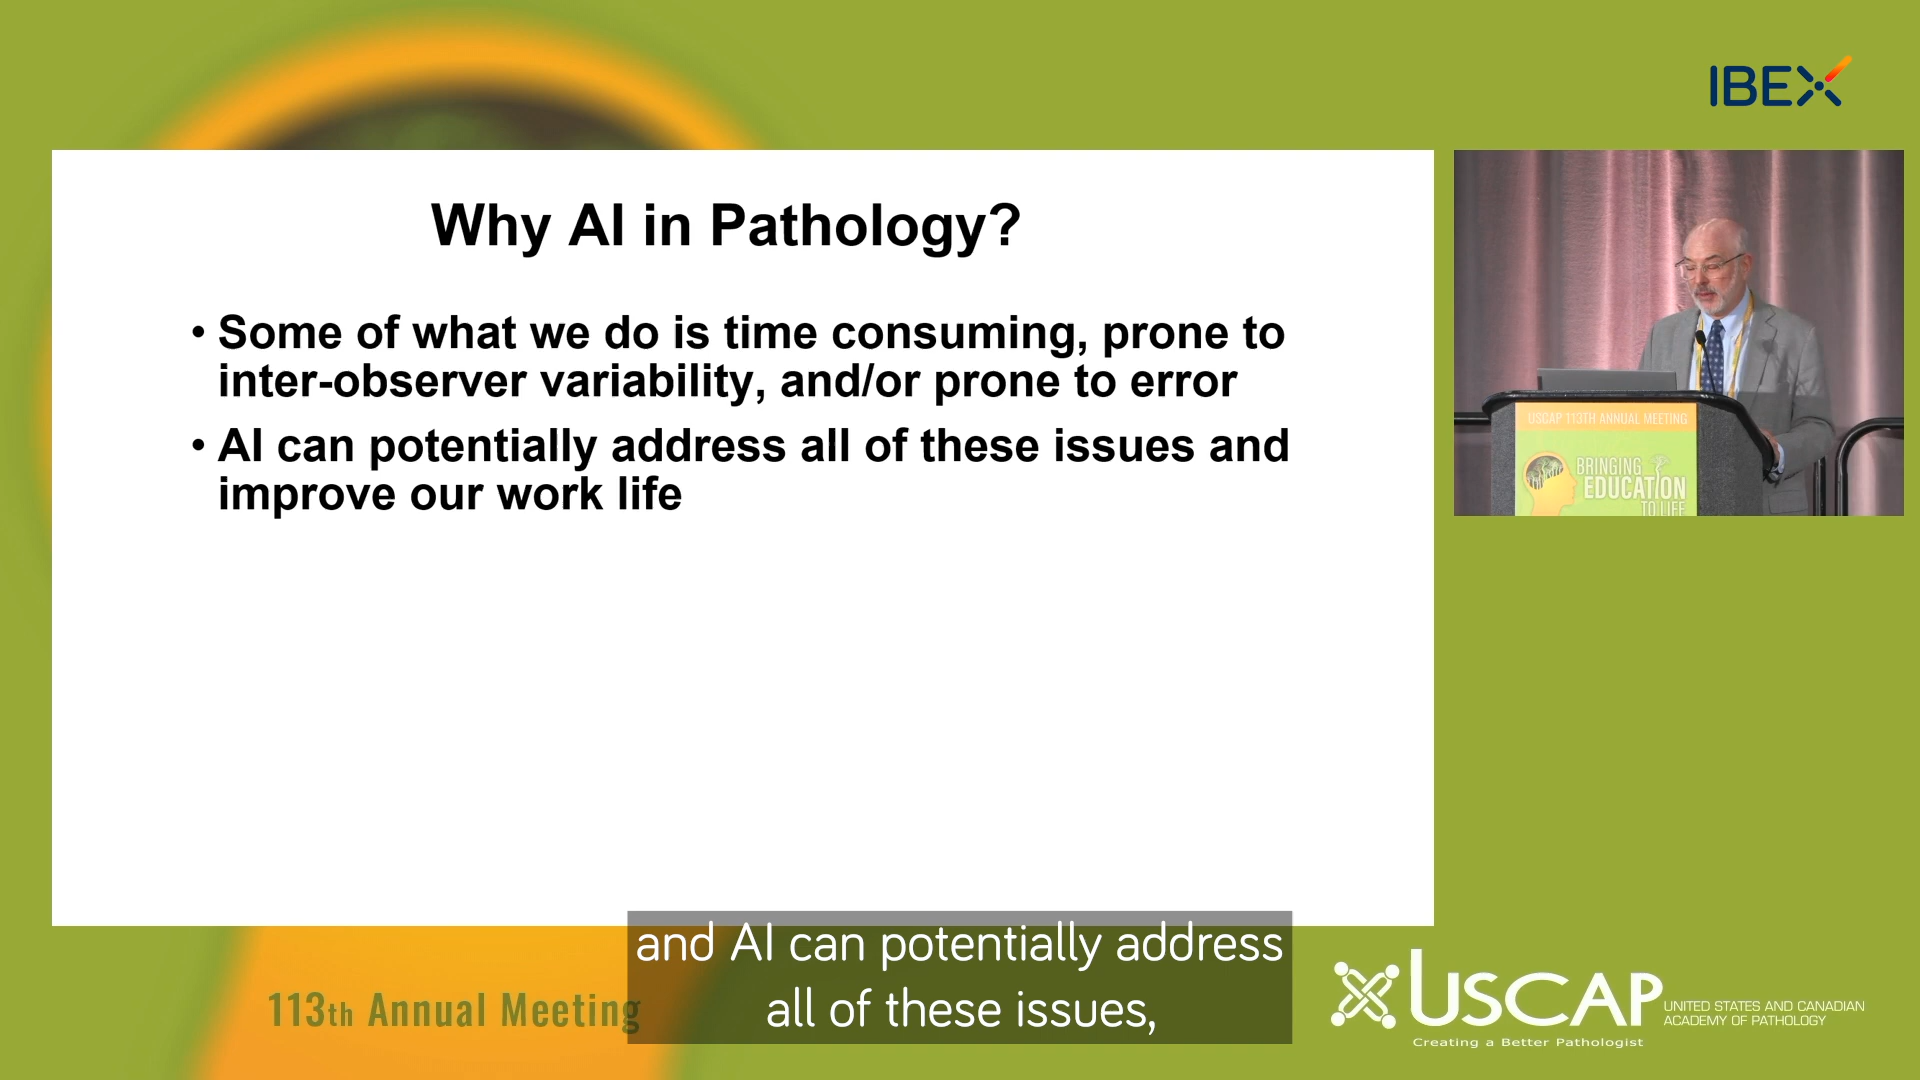 IBEX
Why AI in Pathology?
• Some of what we do is time consuming, prone to
inter-observer variability, and/or prone to error
• AI can potentially address all of these issues and
improve our work life
USCAP 113TH ANNUAL MEETING
BRINGING
EDUCATION
TO LIFE
and AI can potentially address
all of these issues,
113th Annual Meeting
USCAP
UNITED STATES AND CANADIAN
ACADEMY OF PATHOLOGY
Creating a Better Pathologist